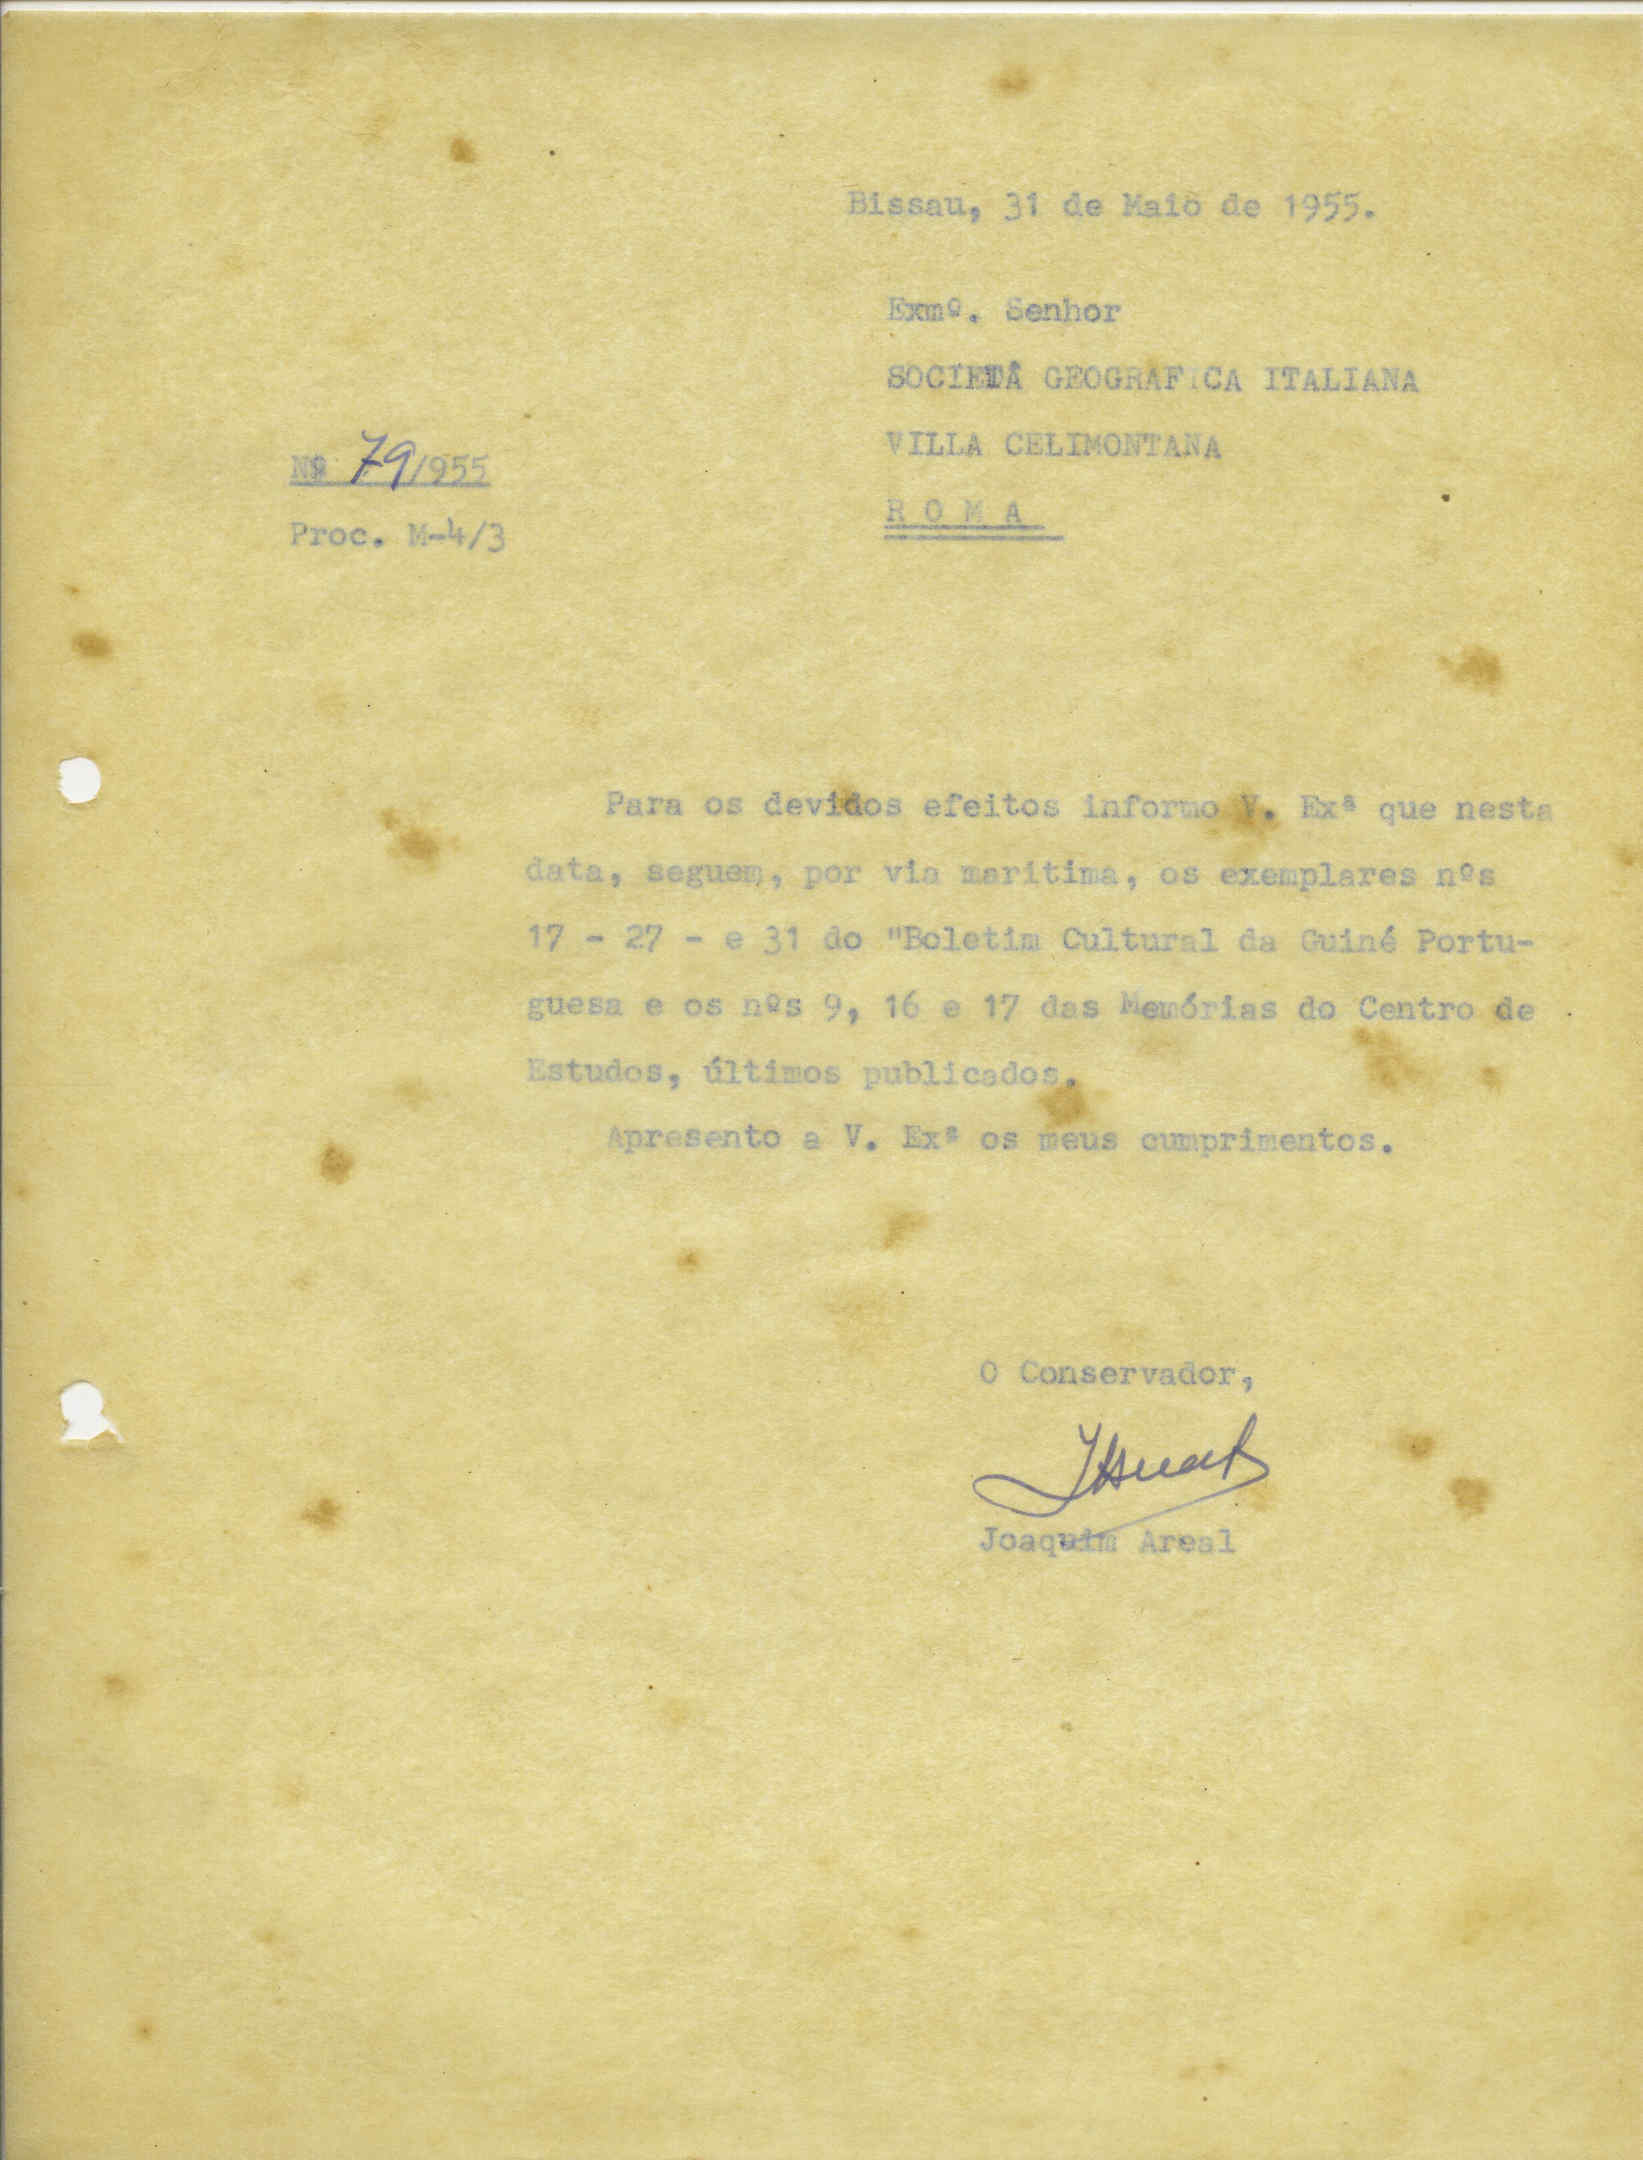 Bissau, 31 de Maio de 1955.
Exmº. Senhor
SOCIETÂ GEOGRAFICA ITALIANA
VILLA CELIMONTANA
Nº 79/955
R O M A
Proc. M-4/3
Para os devidos efeitos informo V. Exª que nesta
data, seguem, por via maritima, os exemplares nºs
17 - 27 - e 31 do "Boletim Cultural da Guiné Portu-
guesa e os nºs 9, 16 e 17 das Memórias do Centro de
Estudos, últimos publicados.
Apresento a V. Exª os meus cumprimentos.
O Conservador,
Joaquim Areal